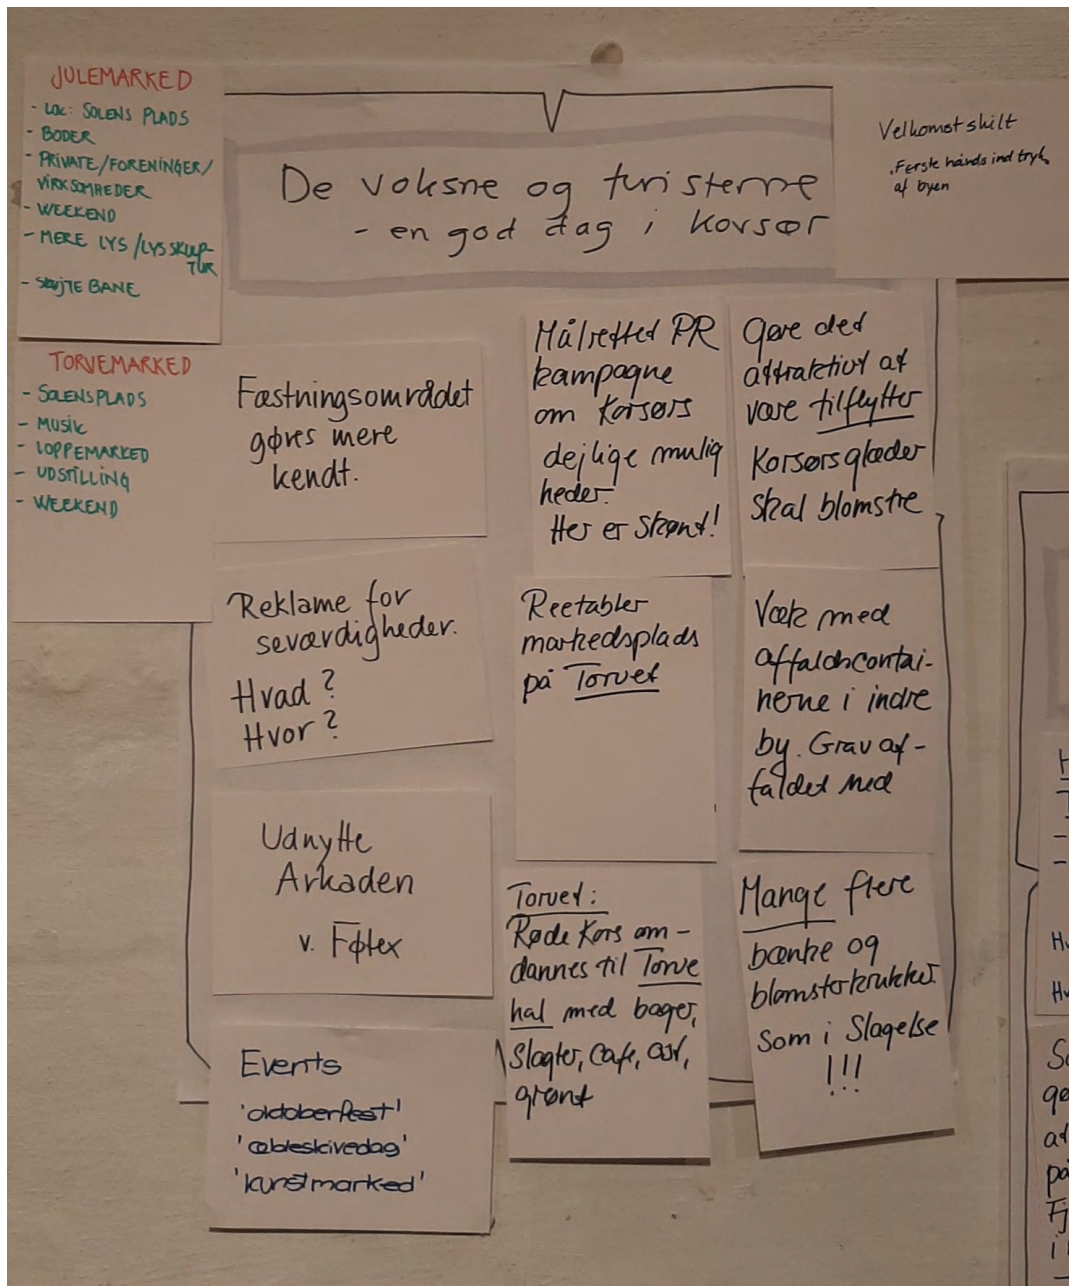 JULEMARKED
- LOC: SOLENS PLADS
- BODER
- PRIVATE/FORENINGER/
VIRKSOMHEDER
- WEEKEND
- MERE LYS/LYSSKULP-
TUR
- SKØJTEBANE
TORVEMARKED
- SOLENSPLADS
- MUSIK
- LOPPEMARKED
- UDSTILLING
- WEEKEND
De voksne og turisterne
- en god dag i Korsør
Velkomstskilt
. Første hånds indtryk
af byen
Fæstningsområdet
gøres mere
kendt.
Reklame for
seværdigheder.
Hvad?
Hvor?
Udnytte
Arkaden
v. Føtex
Events
'oktoberfest'
'æbleskivedag'
'kunstmarked'
Målrettet PR
kampagne
om Korsørs
dejlige mulig
heder.
Her er skønt!
Reetabler
markedsplads
på Torvet
Torvet:
Røde Kors om-
dannes til Torve
hal med bager,
Slagter, cafe, ost,
grønt
Gøre det
attraktivt at
være tilflytter
Korsørsglæder
skal blomstre
Væk med
affaldscontai-
nerne i indre
by. Grav af-
faldet ned
Mange flere
bænke og
blomsterkrukker
Som i Slagelse
!!!